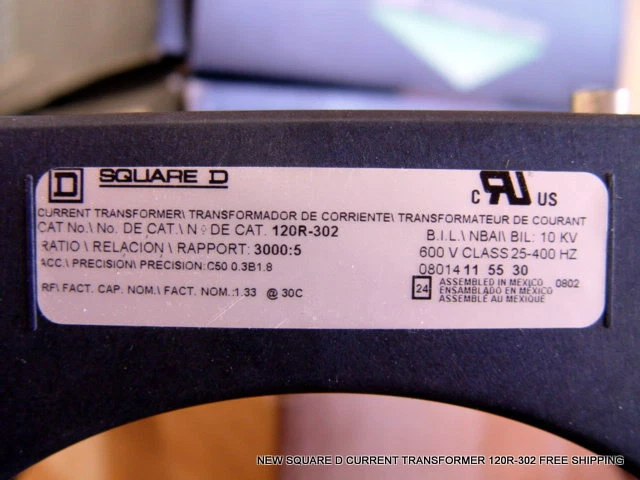 D SQUARE D
C RU US
CURRENT TRANSFORMER\ TRANSFORMADOR DE CORRIENTE\ TRANSFORMATEUR DE COURANT
CAT No.\ No. DE CAT.\ N° DE CAT. 120R-302
B.I.L.\ NBAI\ BIL: 10 KV
RATIO \ RELACION \ RAPPORT: 3000:5
600 V CLASS 25-400 HZ
ACC.\ PRECISION\ PRECISION: C50 0.3B1.8
08014 11 55 30
RF\ FACT. CAP. NOM.\ FACT. NOM.:1.33 @ 30C
24 ASSEMBLED IN MEXICO 0802
ENSAMBLADO EN MEXICO
ASSEMBLÉ AU MEXIQUE
NEW SQUARE D CURRENT TRANSFORMER 120R-302 FREE SHIPPING